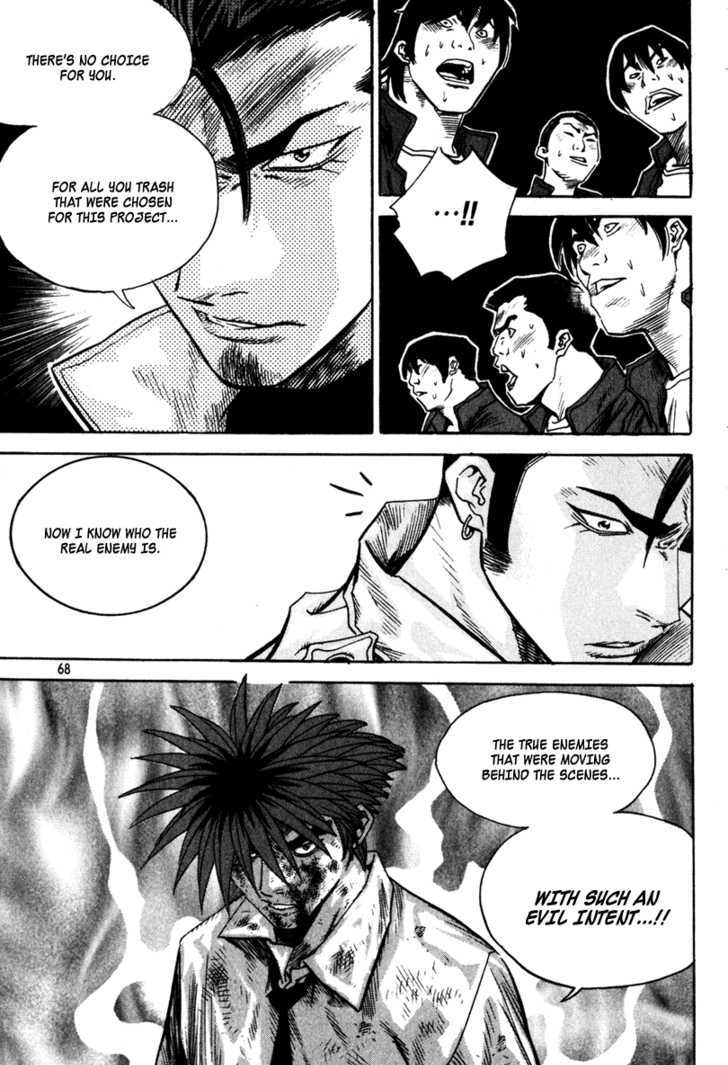 THERE'S NO CHOICE
FOR YOU.
FOR ALL YOU TRASH
THAT WERE CHOSEN
FOR THIS PROJECT...
...!!
NOW I KNOW WHO THE
REAL ENEMY IS.
68
THE TRUE ENEMIES
THAT WERE MOVING
BEHIND THE SCENES...
WITH SUCH AN
EVIL INTENT...!!